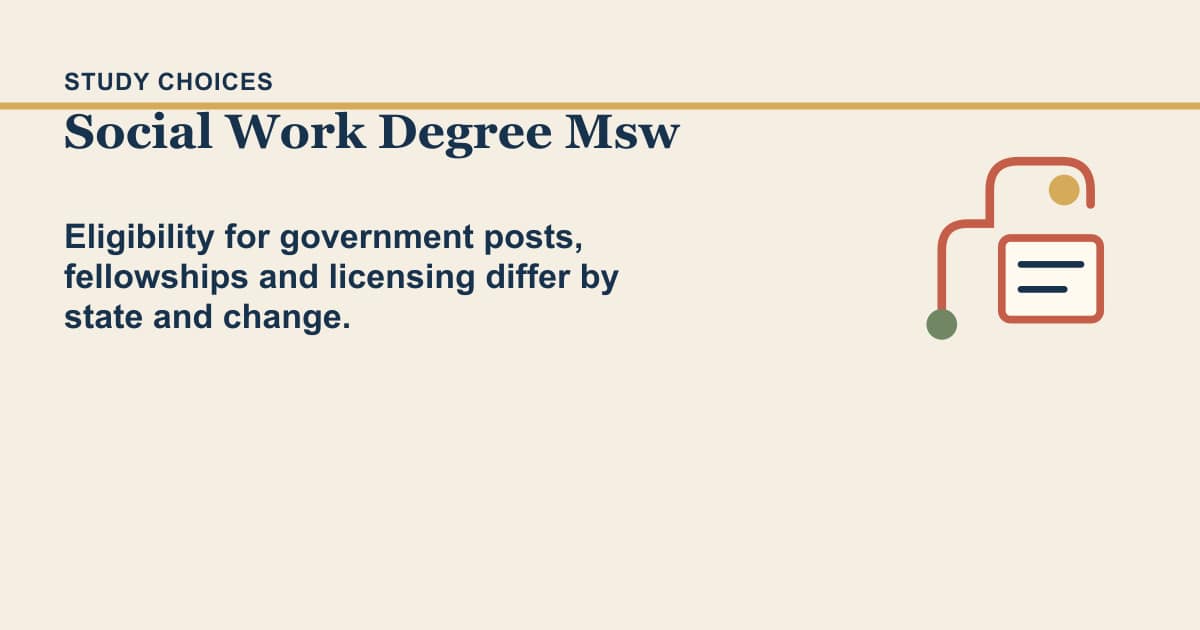 STUDY CHOICES
Social Work Degree Msw
Eligibility for government posts,
fellowships and licensing differ by
state and change.